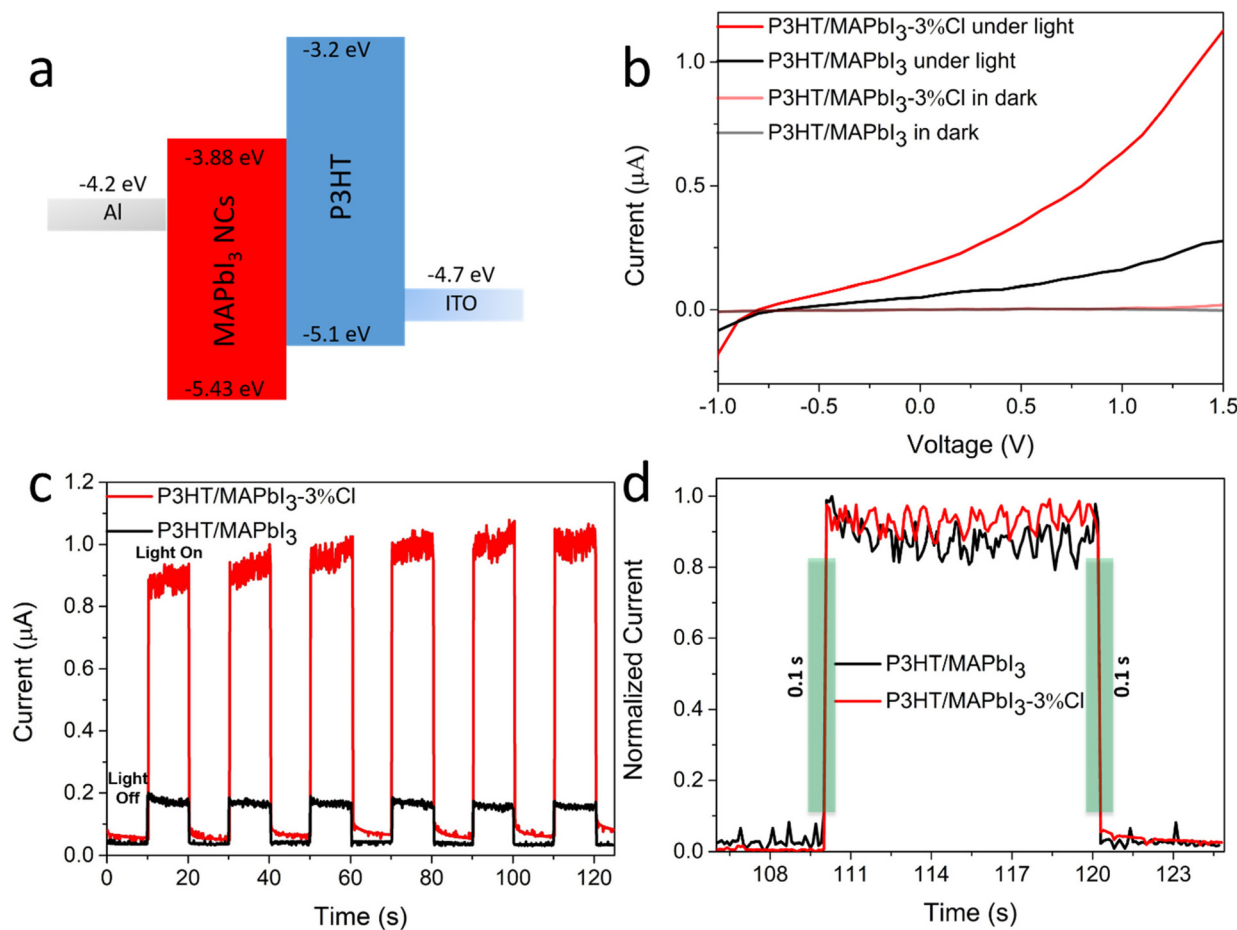 a
-3.2 eV
-3.88 eV
-4.2 eV
Al
MAPbI3 NCs
P3HT
-4.7 eV
ITO
-5.1 eV
-5.43 eV
b
P3HT/MAPbI3-3%Cl under light
P3HT/MAPbI3 under light
P3HT/MAPbI3-3%Cl in dark
P3HT/MAPbI3 in dark
1.0
0.5
0.0
Current (μA)
-1.0 -0.5 0.0 0.5 1.0 1.5
Voltage (V)
c
P3HT/MAPbI3-3%Cl
P3HT/MAPbI3
Light On
Light
Off
1.2
1.0
0.8
0.6
0.4
0.2
0.0
Current (μA)
0 20 40 60 80 100 120
Time (s)
d
1.0
0.8
0.6
0.4
0.2
0.0
Normalized Current
0.1 s
P3HT/MAPbI3
P3HT/MAPbI3-3%Cl
0.1 s
108 111 114 117 120 123
Time (s)